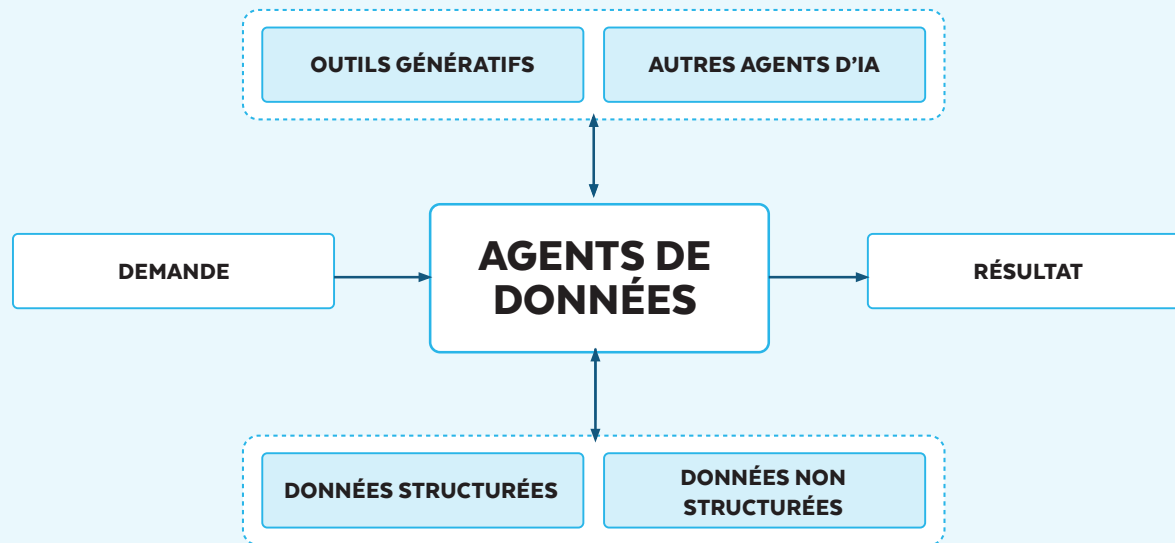 OUTILS GÉNÉRATIFS
AUTRES AGENTS D’IA
DEMANDE
AGENTS DE
DONNÉES
RÉSULTAT
DONNÉES STRUCTURÉES
DONNÉES NON
STRUCTURÉES